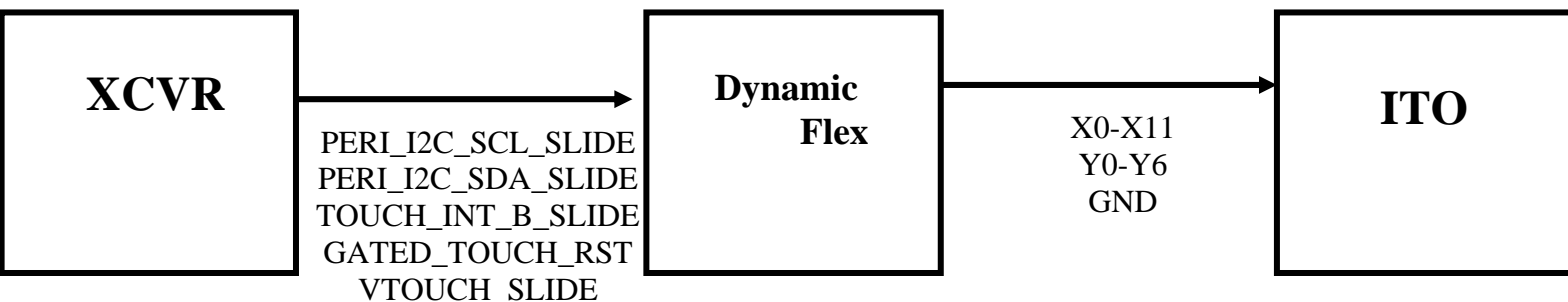 XCVR
PERI_I2C_SCL_SLIDE
PERI_I2C_SDA_SLIDE
TOUCH_INT_B_SLIDE
GATED_TOUCH_RST
VTOUCH_SLIDE
Dynamic
Flex
X0-X11
Y0-Y6
GND
ITO